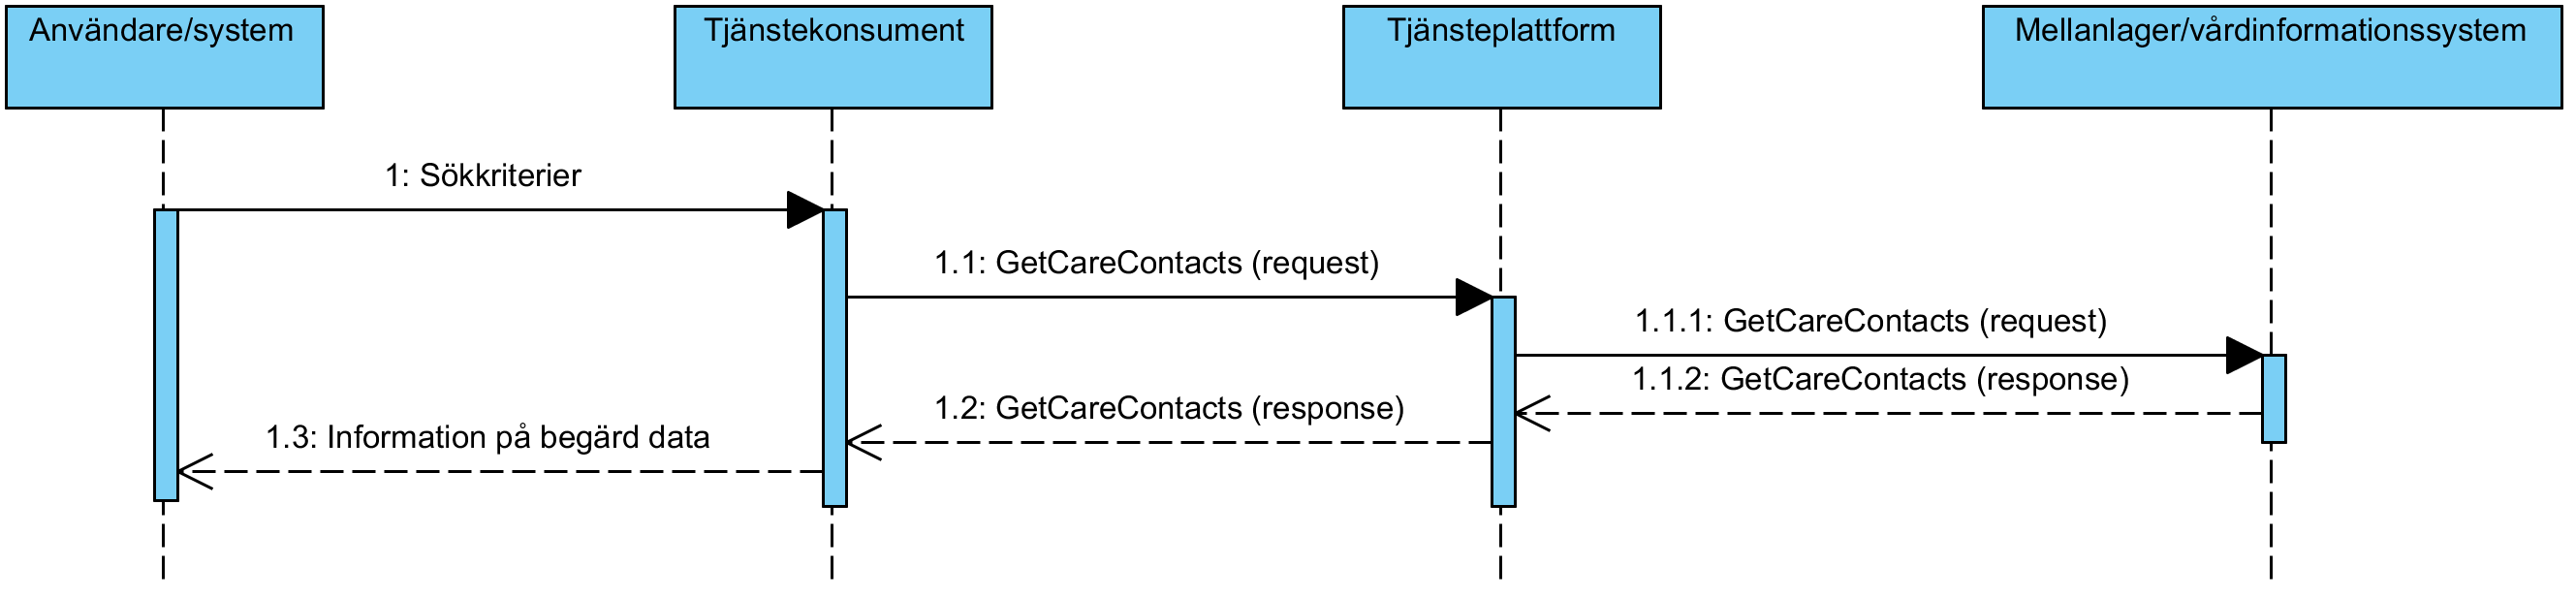 Användare/system
Tjänstekonsument
Tjänsteplattform
Mellanlager/vårdinformationssystem
1: Sökkriterier
1.1: GetCareContacts (request)
1.1.1: GetCareContacts (request)
1.1.2: GetCareContacts (response)
1.2: GetCareContacts (response)
1.3: Information på begärd data